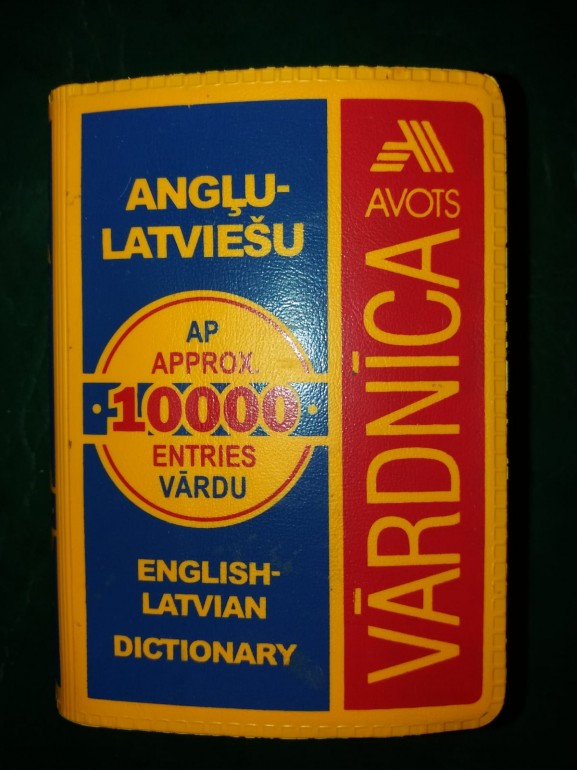 ANGĻU-
LATVIEŠU
AP
APPROX.
10000
ENTRIES
VĀRDU
ENGLISH-
LATVIAN
DICTIONARY
AVOTS
VĀRDNĪCA